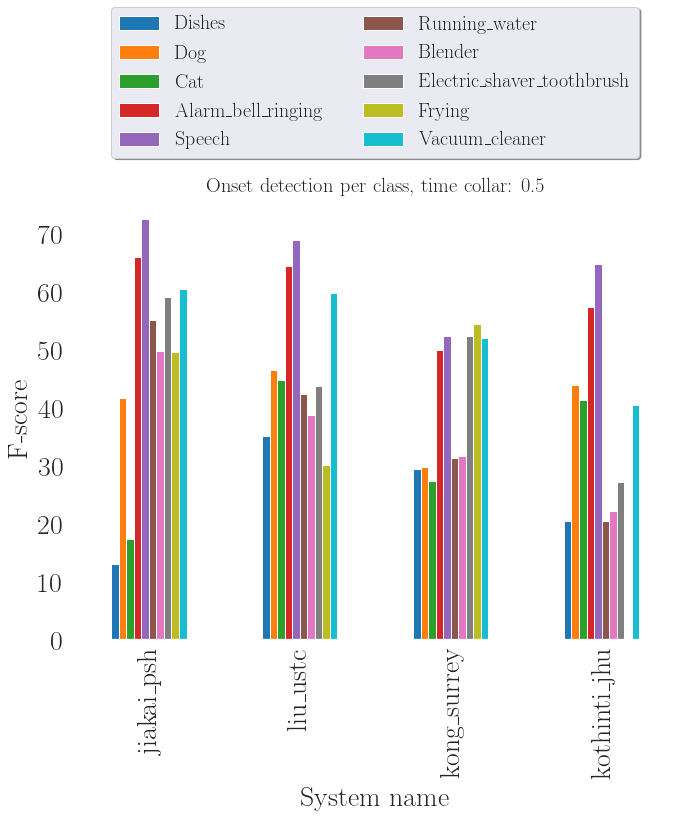 Dishes
Dog
Cat
Alarm_bell_ringing
Speech
Running_water
Blender
Electric_shaver_toothbrush
Frying
Vacuum_cleaner
Onset detection per class, time collar: 0.5
F-score
70
60
50
40
30
20
10
0
jiakai_psh
liu_ustc
kong_surrey
kothinti_jhu
System name